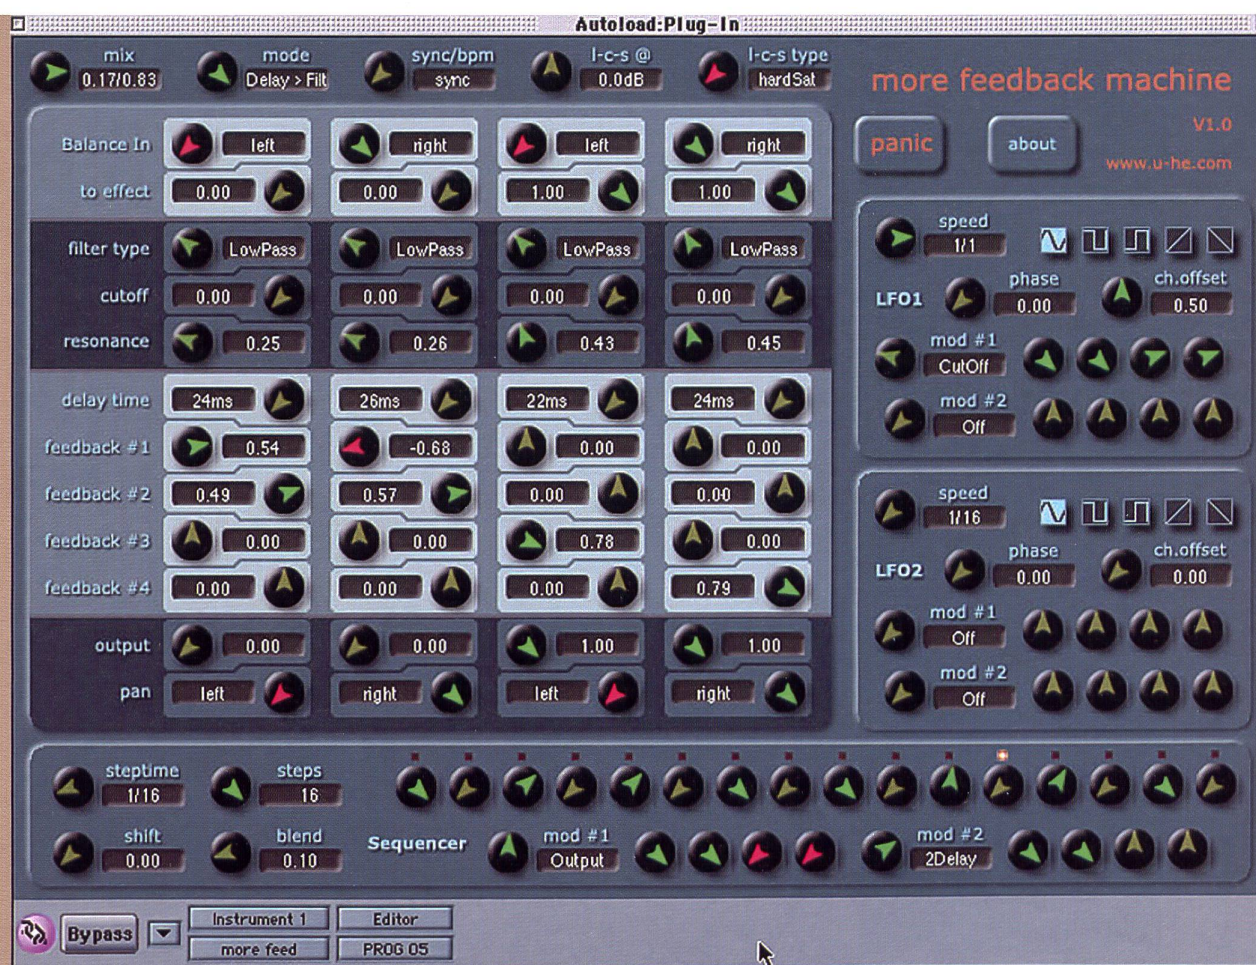 Autoload:Plug-In
mix mode sync/bpm l-c-s @ l-c-s type
0.17/0.83 Delay > Filt sync 0.0dB hardSat
more feedback machine
V1.0
panic about
www.u-he.com
Balance In left right left right
to effect 0.00 0.00 1.00 1.00
filter type LowPass LowPass LowPass LowPass
cutoff 0.00 0.00 0.00 0.00
resonance 0.25 0.26 0.43 0.45
delay time 24ms 26ms 22ms 24ms
feedback #1 0.54 -0.68 0.00 0.00
feedback #2 0.49 0.57 0.00 0.00
feedback #3 0.00 0.00 0.78 0.00
feedback #4 0.00 0.00 0.00 0.79
output 0.00 0.00 1.00 1.00
pan left right left right
speed
1/1
phase ch.offset
LFO1 0.00 0.50
mod #1
CutOff
mod #2
Off
speed
1/16
phase ch.offset
LFO2 0.00 0.00
mod #1
Off
mod #2
Off
steptime steps
1/16 16
shift blend Sequencer mod #1 mod #2
0.00 0.10 Output 2Delay
Bypass Instrument 1 Editor
more feed PROG 05